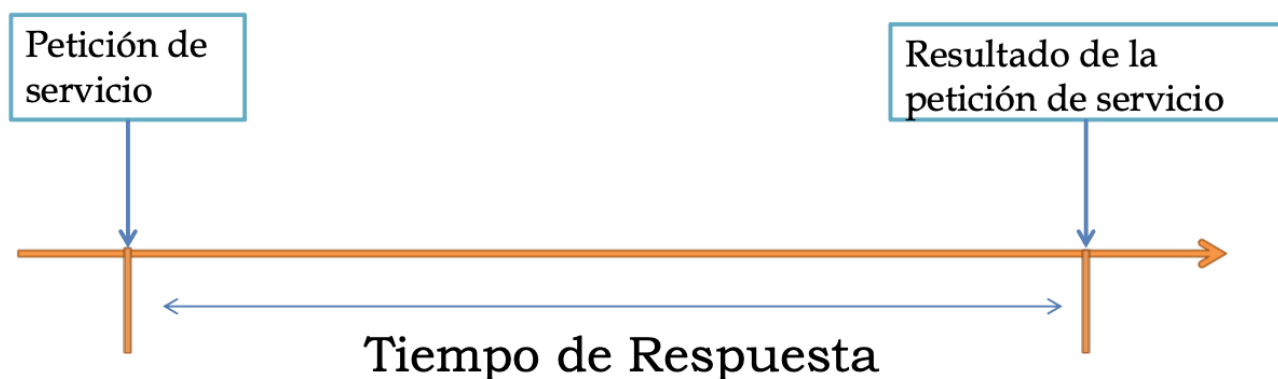 Petición de
servicio
Resultado de la
petición de servicio
Tiempo de Respuesta